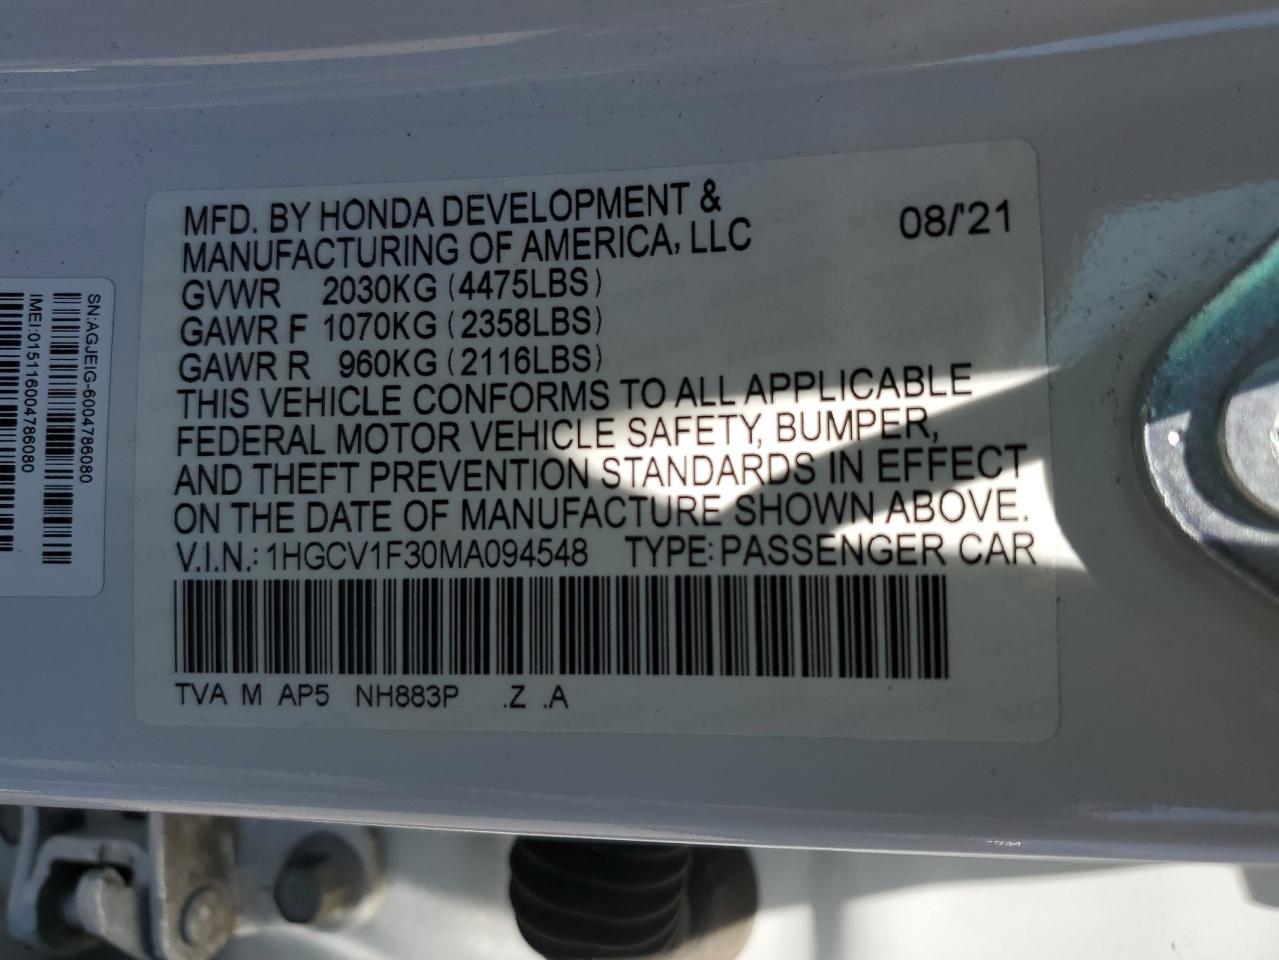 MFD. BY HONDA DEVELOPMENT &
MANUFACTURING OF AMERICA, LLC 08/'21
GVWR 2030KG (4475LBS)
GAWR F 1070KG (2358LBS)
GAWR R 960KG (2116LBS)
THIS VEHICLE CONFORMS TO ALL APPLICABLE
FEDERAL MOTOR VEHICLE SAFETY, BUMPER,
AND THEFT PREVENTION STANDARDS IN EFFECT
ON THE DATE OF MANUFACTURE SHOWN ABOVE.
V.I.N.: 1HGCV1F30MA094548 TYPE: PASSENGER CAR
TVA M AP5 NH883P .Z .A
SN:AGJEIG-6004786080
IMEI:015116004786080